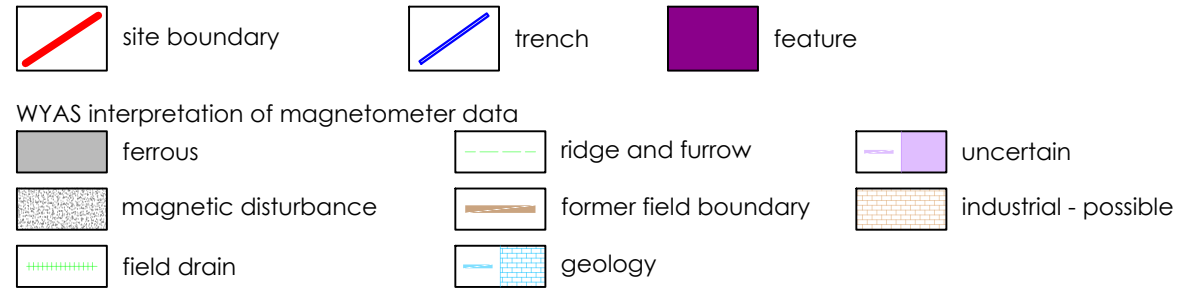 site boundary trench feature
WYAS interpretation of magnetometer data
ferrous ridge and furrow uncertain
magnetic disturbance former field boundary industrial - possible
field drain geology